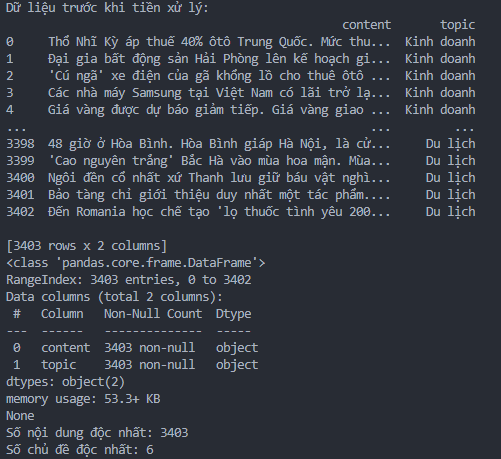 Dữ liệu trước khi tiền xử lý:
content topic
0 Thổ Nhĩ Kỳ áp thuế 40% ôtô Trung Quốc. Mức thu... Kinh doanh
1 Đại gia bất động sản Hải Phòng lên kế hoạch gi... Kinh doanh
2 'Cú ngã' xe điện của gã khổng lồ cho thuê ôtô ... Kinh doanh
3 Các nhà máy Samsung tại Việt Nam có lãi trở lạ... Kinh doanh
4 Giá vàng được dự báo giảm tiếp. Giá vàng giao ... Kinh doanh
... ... ...
3398 48 giờ ở Hòa Bình. Hòa Bình giáp Hà Nội, là cử... Du lịch
3399 'Cao nguyên trắng' Bắc Hà vào mùa hoa mận. Mùa... Du lịch
3400 Ngôi đền cổ nhất xứ Thanh lưu giữ báu vật nghì... Du lịch
3401 Bảo tàng chỉ giới thiệu duy nhất một tác phẩm.... Du lịch
3402 Đến Romania học chế tạo 'lọ thuốc tình yêu 200... Du lịch
[3403 rows x 2 columns]
<class 'pandas.core.frame.DataFrame'>
RangeIndex: 3403 entries, 0 to 3402
Data columns (total 2 columns):
# Column Non-Null Count Dtype
--- ------ -------------- -----
0 content 3403 non-null object
1 topic 3403 non-null object
dtypes: object(2)
memory usage: 53.3+ KB
None
Số nội dung độc nhất: 3403
Số chủ đề độc nhất: 6